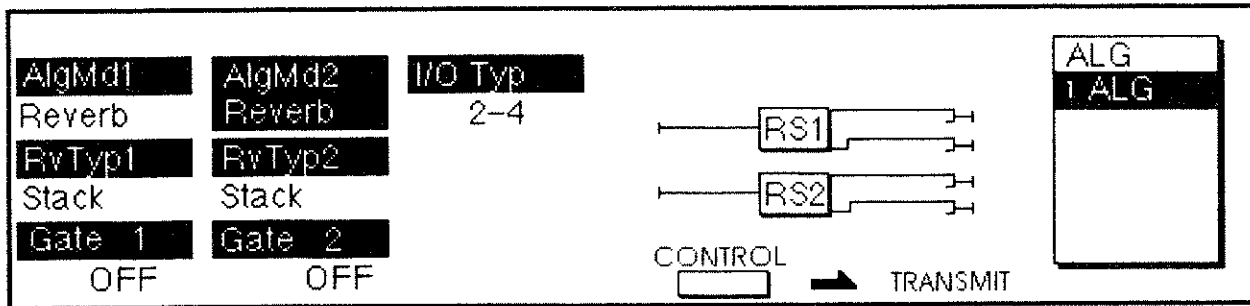 AlgMd1 AlgMd2 I/O Typ ALG
Reverb Reverb 2-4 1 ALG
RvTyp1 RvTyp2 RS1
Stack Stack RS2
Gate 1 Gate 2 CONTROL
OFF OFF TRANSMIT